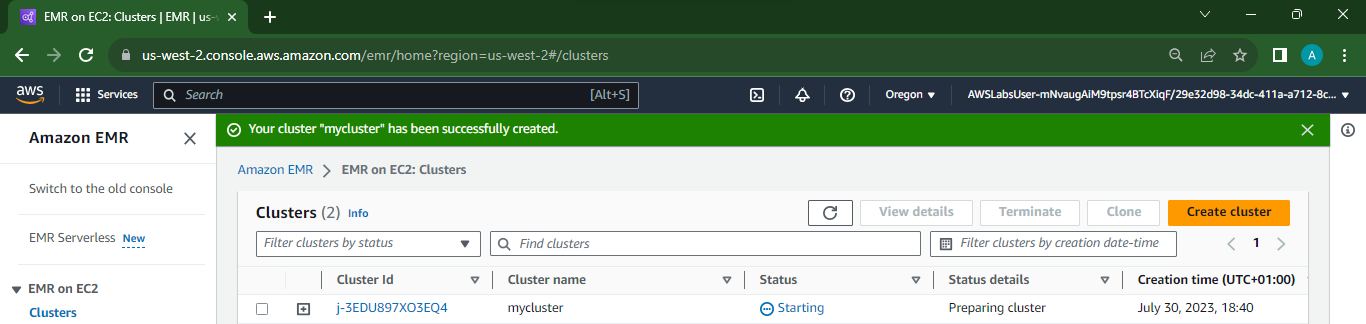 EMR on EC2: Clusters | EMR | us-w
us-west-2.console.aws.amazon.com/emr/home?region=us-west-2#/clusters
A
aws
Services
Search [Alt+S]
Oregon
AWSLabsUser-mNvaugAiM9tpsr4BTcXiqF/29e32d98-34dc-411a-a712-8c...
Amazon EMR
Switch to the old console
EMR Serverless New
EMR on EC2
Clusters
Your cluster "mycluster" has been successfully created.
Amazon EMR > EMR on EC2: Clusters
Clusters (2) Info
View details
Terminate
Clone
Create cluster
Filter clusters by status
Find clusters
Filter clusters by creation date-time
1
Cluster Id Cluster name Status Status details Creation time (UTC+01:00)
j-3EDU897XO3EQ4 mycluster Starting Preparing cluster July 30, 2023, 18:40